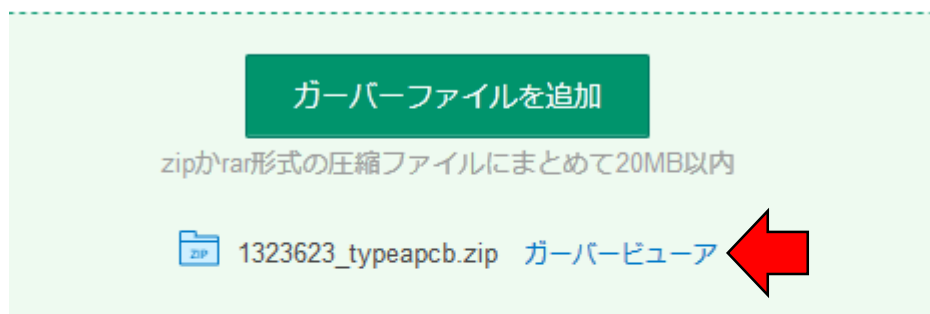 ガーバーファイルを追加
zipかrar形式の圧縮ファイルにまとめて20MB以内
ZIP 1323623_typeapcb.zip ガーバービューア